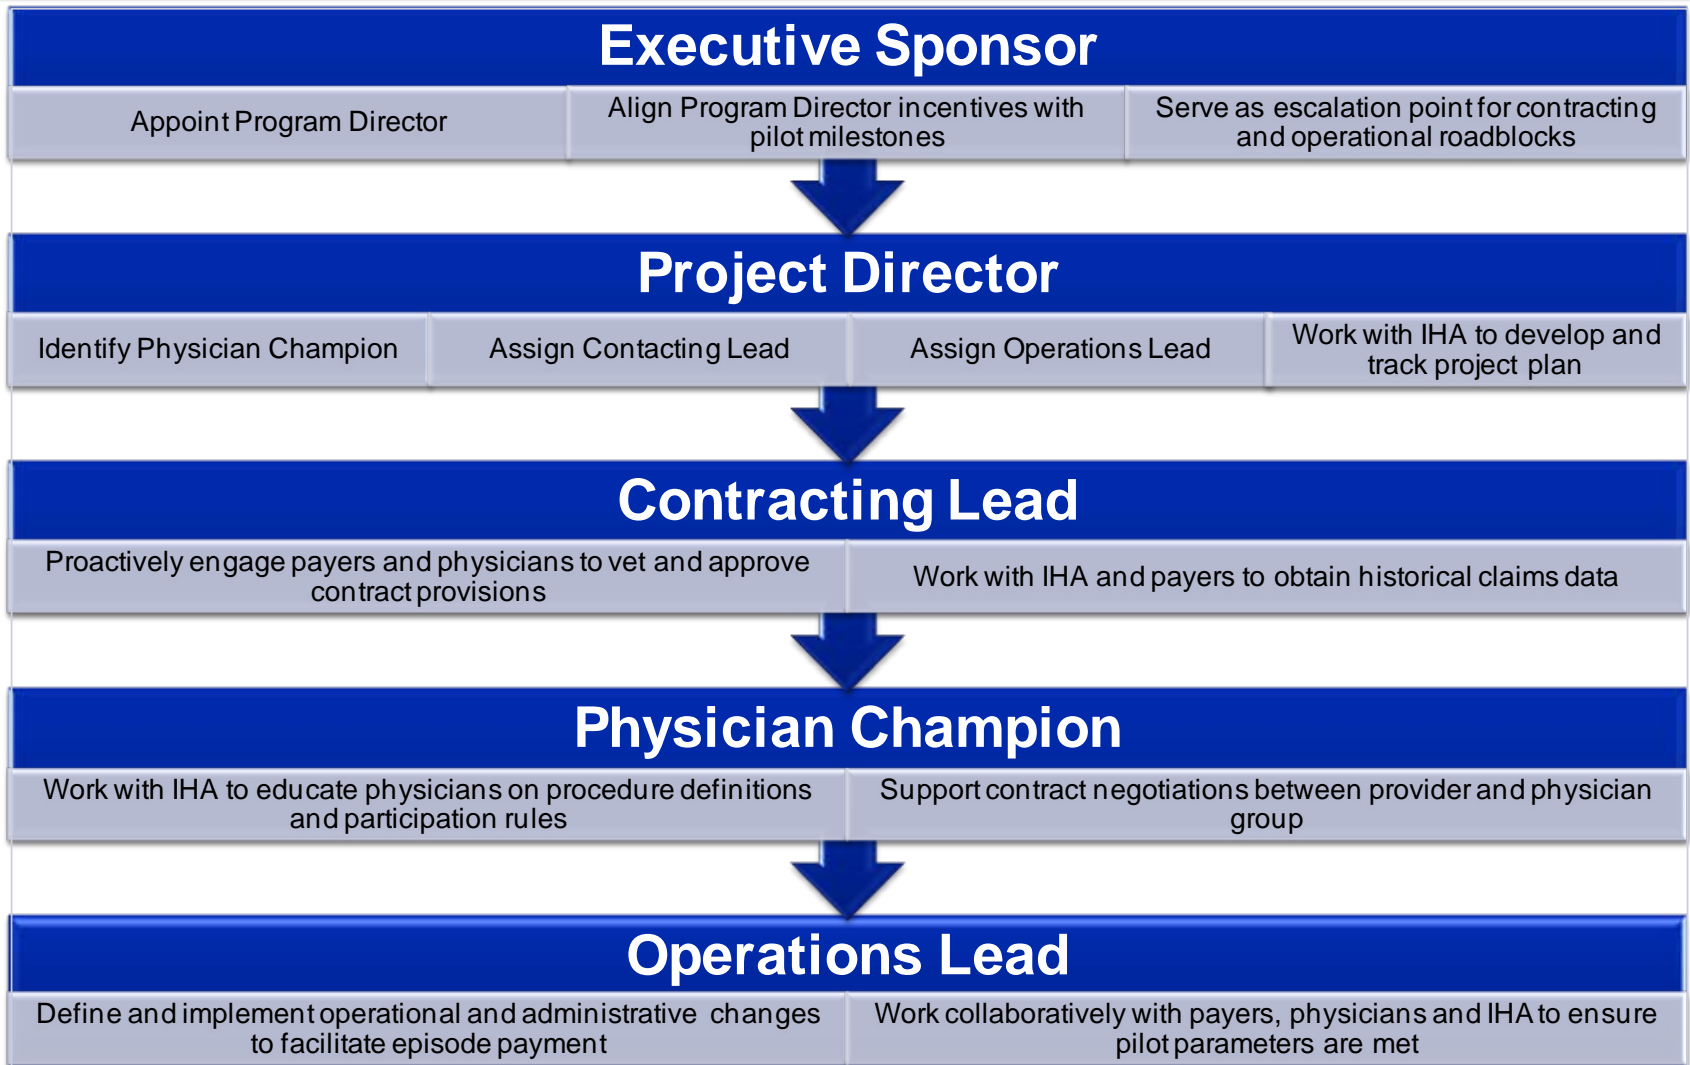 Executive Sponsor
Appoint Program Director
Align Program Director incentives with
pilot milestones
Serve as escalation point for contracting
and operational roadblocks
Project Director
Identify Physician Champion
Assign Contacting Lead
Assign Operations Lead
Work with IHA to develop and
track project plan
Contracting Lead
Proactively engage payers and physicians to vet and approve
contract provisions
Work with IHA and payers to obtain historical claims data
Physician Champion
Work with IHA to educate physicians on procedure definitions
and participation rules
Support contract negotiations between provider and physician
group
Operations Lead
Define and implement operational and administrative changes
to facilitate episode payment
Work collaboratively with payers, physicians and IHA to ensure
pilot parameters are met